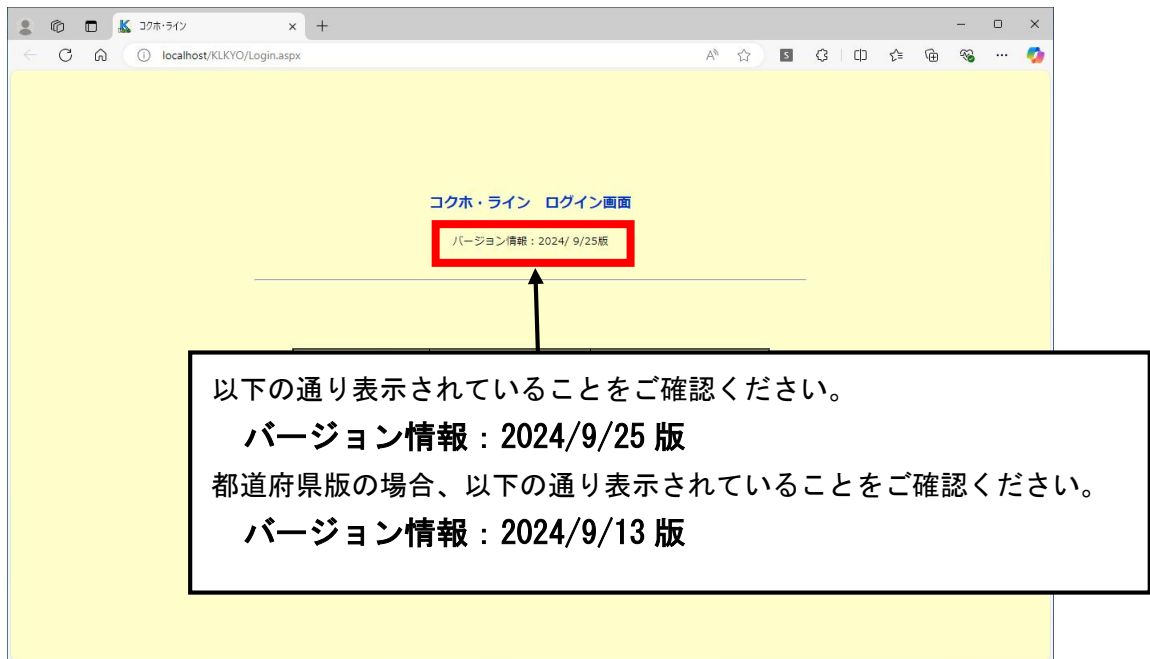 コクホ・ライン
localhost/KLKYO/Login.aspx
コクホ・ライン　ログイン画面
バージョン情報：2024/ 9/25版
以下の通り表示されていることをご確認ください。
バージョン情報：2024/9/25 版
都道府県版の場合、以下の通り表示されていることをご確認ください。
バージョン情報：2024/9/13 版